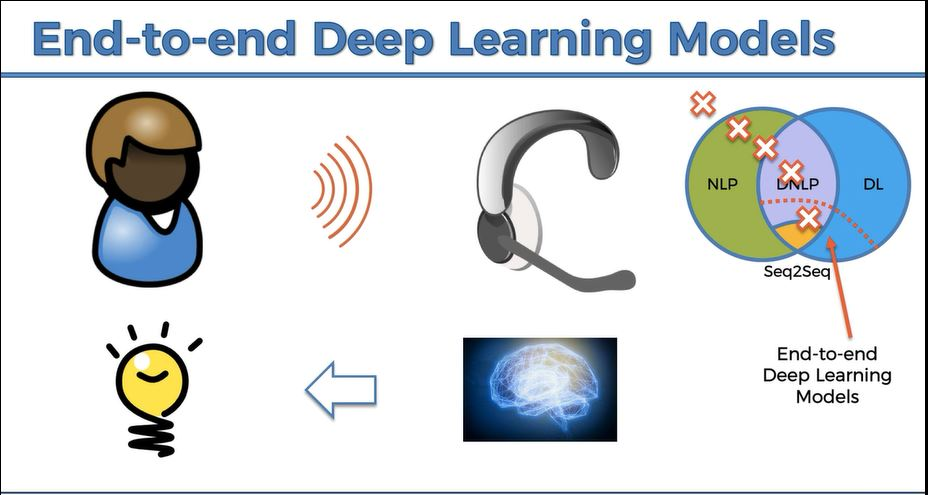 End-to-end Deep Learning Models
NLP
DNLP
DL
Seq2Seq
End-to-end
Deep Learning
Models